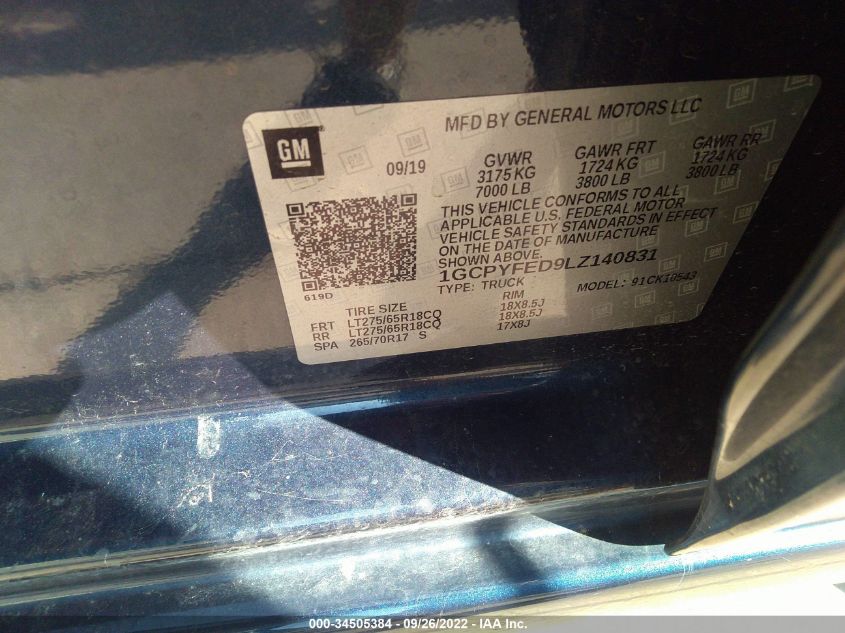 MFD BY GENERAL MOTORS LLC
GM
09/19
GVWR GAWR FRT GAWR RR
3175 KG 1724 KG 1724 KG
7000 LB 3800 LB 3800 LB
THIS VEHICLE CONFORMS TO ALL
APPLICABLE U.S. FEDERAL MOTOR
VEHICLE SAFETY STANDARDS IN EFFECT
ON THE DATE OF MANUFACTURE
SHOWN ABOVE.
1GCPYFED9LZ140831
TYPE: TRUCK MODEL: 91CK10543
619D
TIRE SIZE RIM
FRT LT275/65R18CQ 18X8.5J
RR LT275/65R18CQ 18X8.5J
SPA 265/70R17 S 17X8J
000-34505384 - 09/26/2022 - IAA Inc.